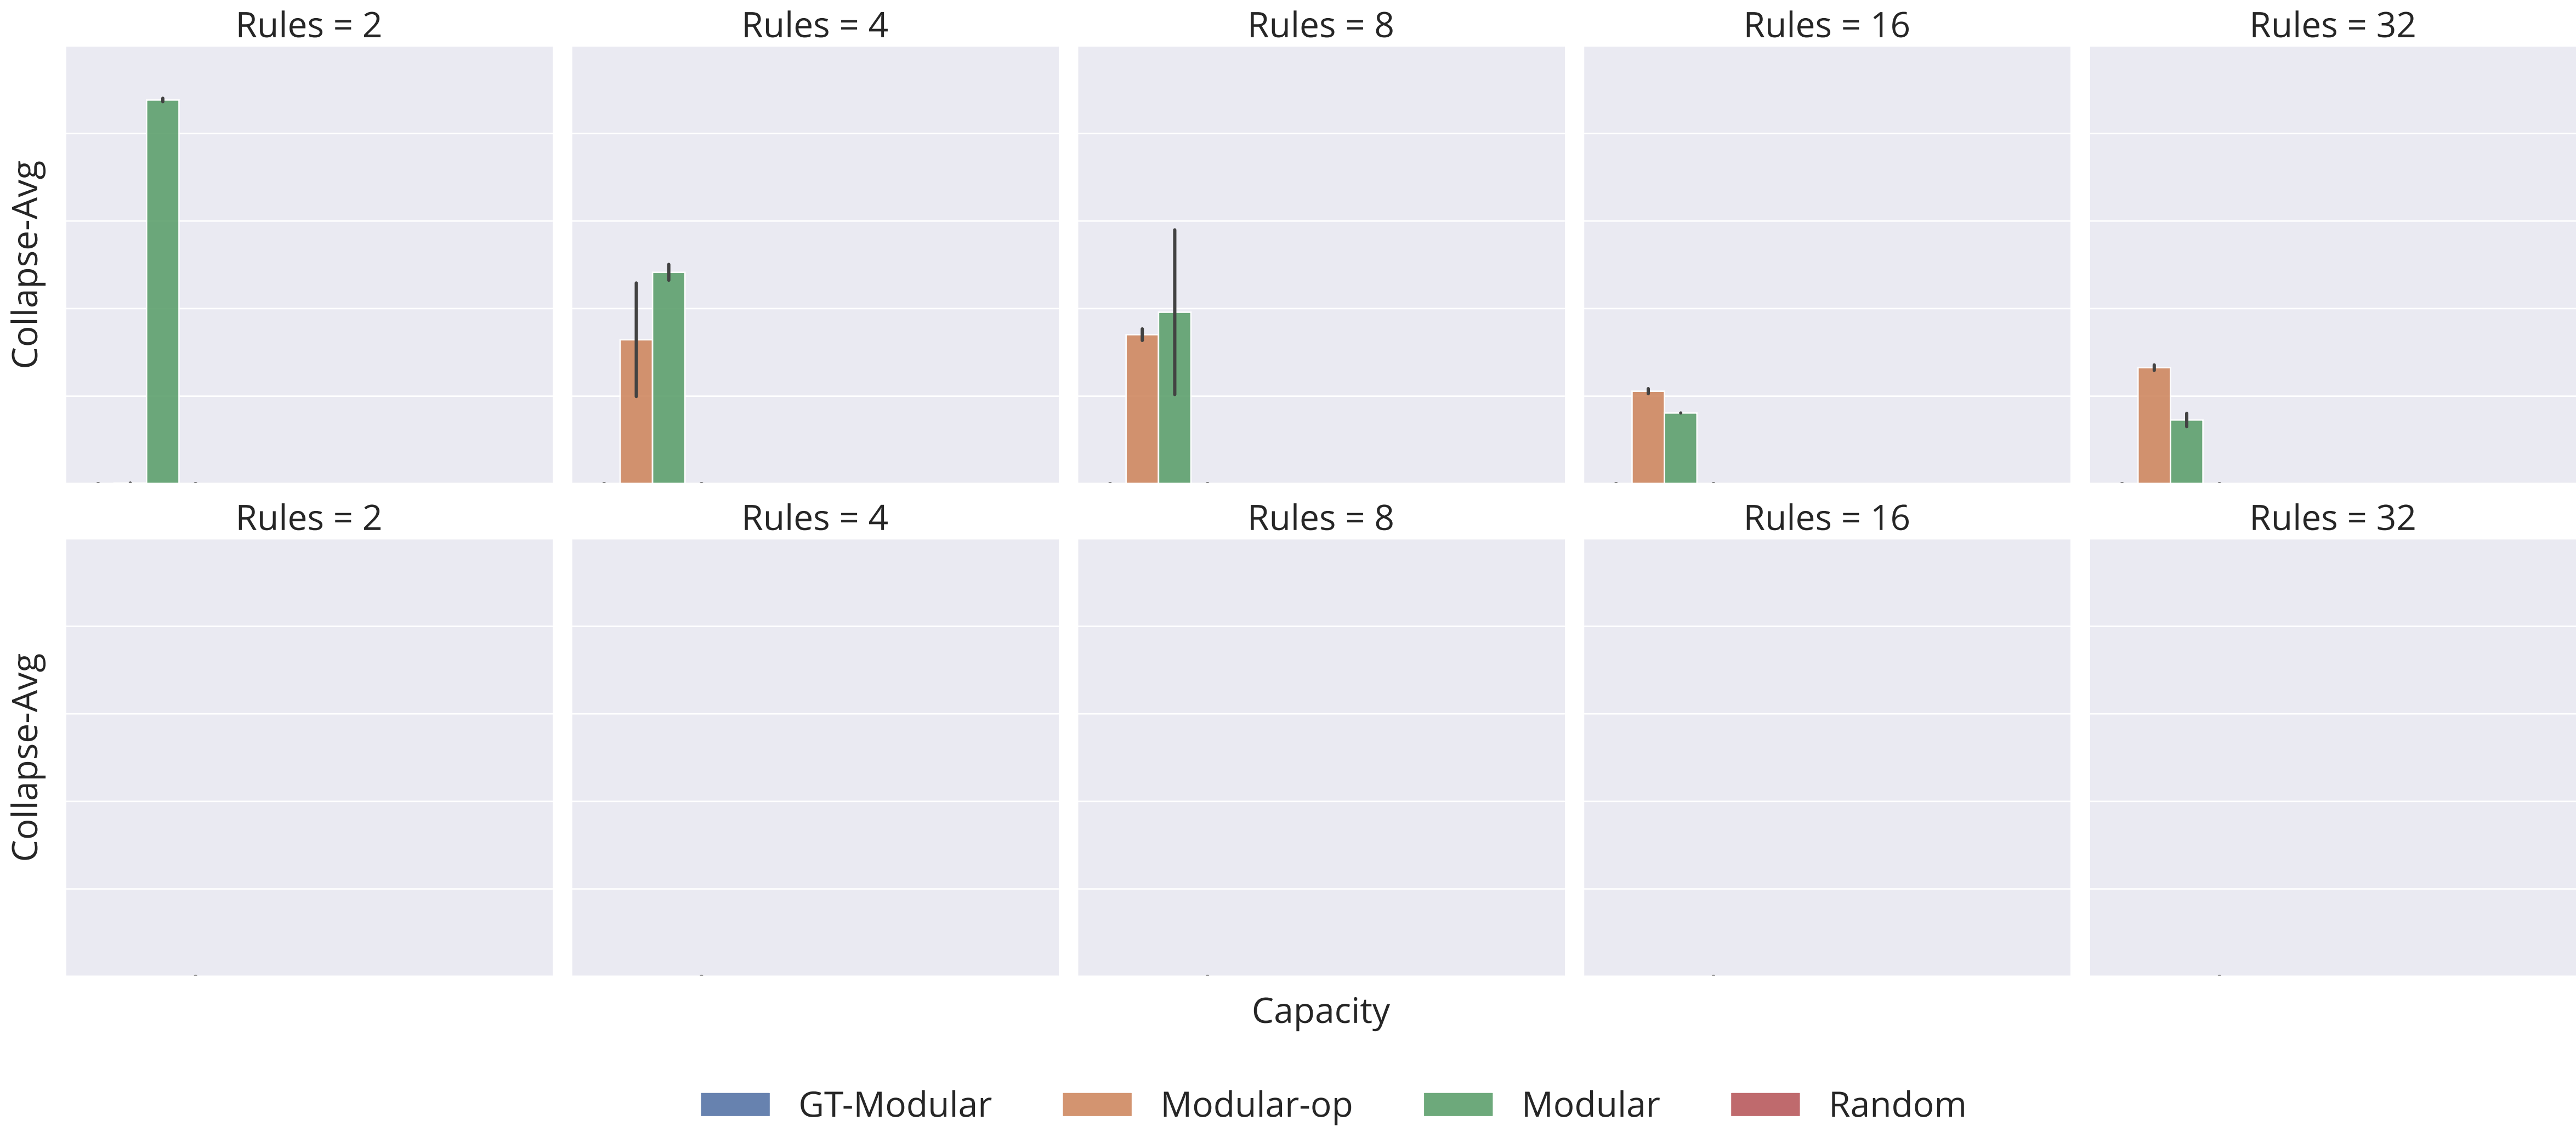 Rules = 2 Rules = 4 Rules = 8 Rules = 16 Rules = 32
Collapse-Avg
Rules = 2 Rules = 4 Rules = 8 Rules = 16 Rules = 32
Collapse-Avg
Capacity
GT-Modular Modular-op Modular Random